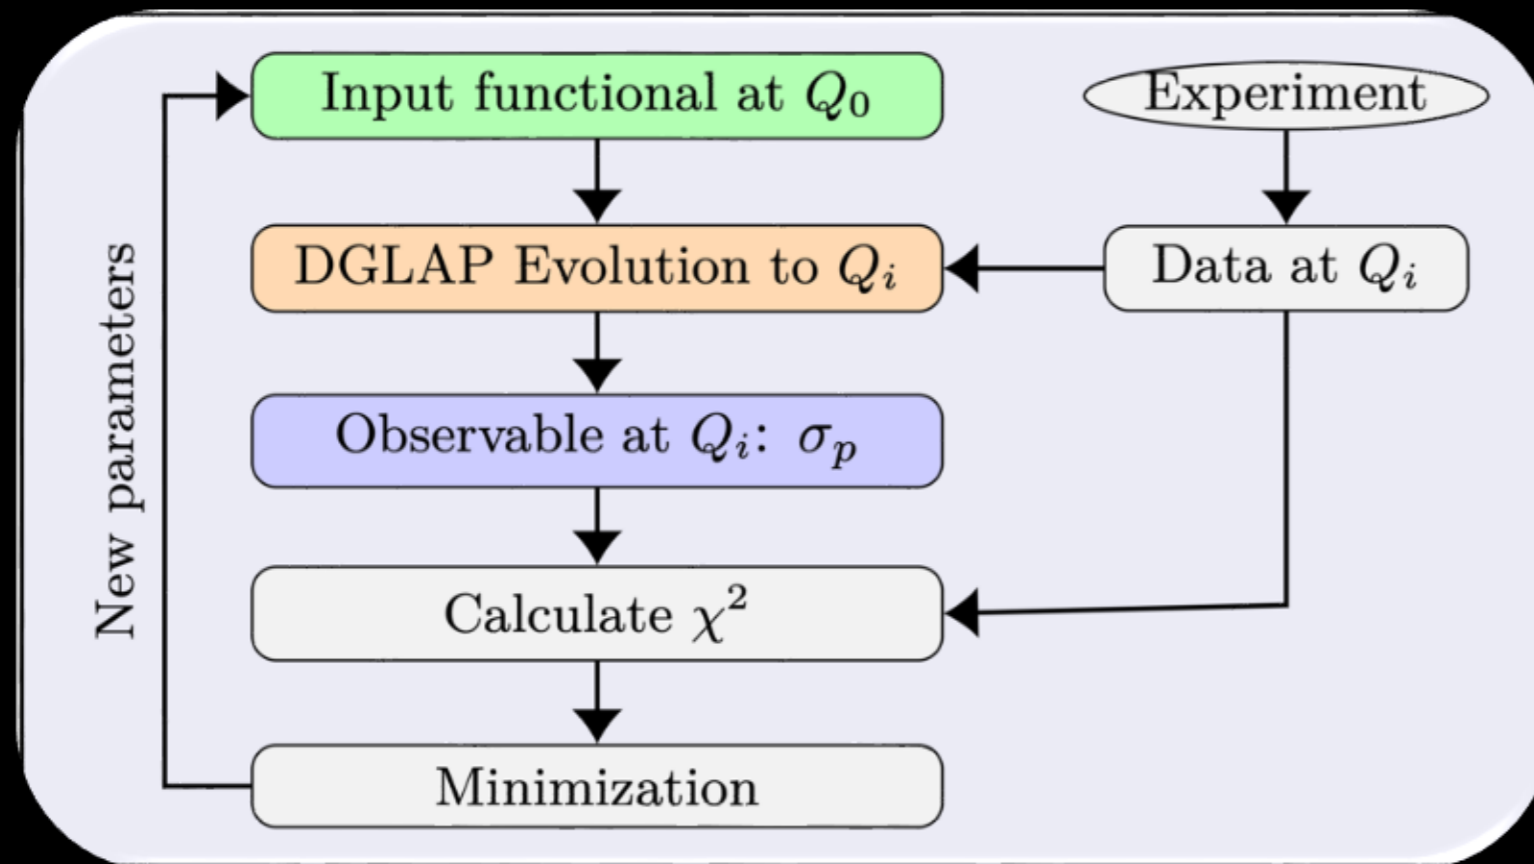 Input functional at Q₀
Experiment
DGLAP Evolution to Qᵢ
Data at Qᵢ
New parameters
Observable at Qᵢ: σₚ
Calculate χ²
Minimization